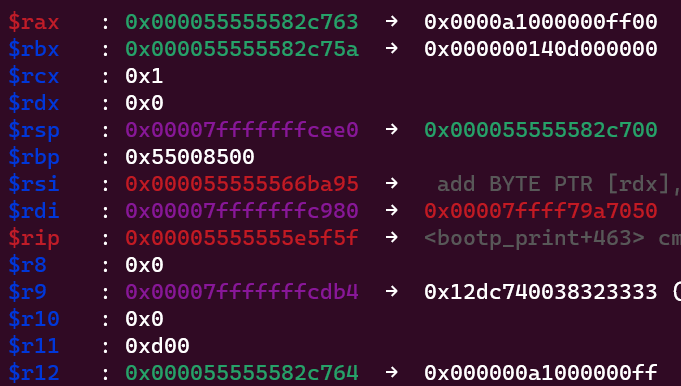 $rax : 0x000055555582c763 → 0x0000a1000000ff00
$rbx : 0x000055555582c75a → 0x000000140d000000
$rcx : 0x1
$rdx : 0x0
$rsp : 0x00007fffffffcee0 → 0x000055555582c700
$rbp : 0x55008500
$rsi : 0x000055555566ba95 → add BYTE PTR [rdx],
$rdi : 0x00007fffffffc980 → 0x00007ffff79a7050
$rip : 0x00005555555e5f5f → <bootp_print+463> cm
$r8 : 0x0
$r9 : 0x00007fffffffcdb4 → 0x12dc740038323333 (
$r10 : 0x0
$r11 : 0xd00
$r12 : 0x000055555582c764 → 0x000000a1000000ff